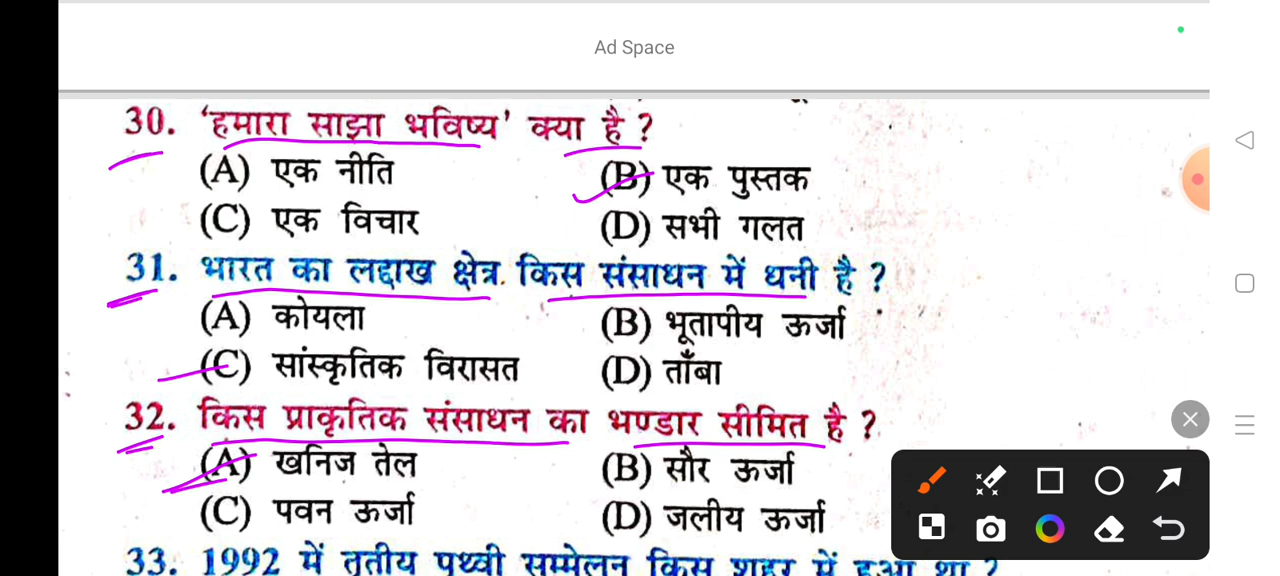 Ad Space
30. 'हमारा साझा भविष्य' क्या है ?
(A) एक नीति (B) एक पुस्तक
(C) एक विचार (D) सभी गलत
31. भारत का लद्दाख क्षेत्र किस संसाधन में धनी है ?
(A) कोयला (B) भूतापीय ऊर्जा
(C) सांस्कृतिक विरासत (D) ताँबा
32. किस प्राकृतिक संसाधन का भण्डार सीमित है ?
(A) खनिज तेल (B) सौर ऊर्जा
(C) पवन ऊर्जा (D) जलीय ऊर्जा
33. 1992 में तृतीय पृथ्वी सम्मेलन किस शहर में हुआ था ?